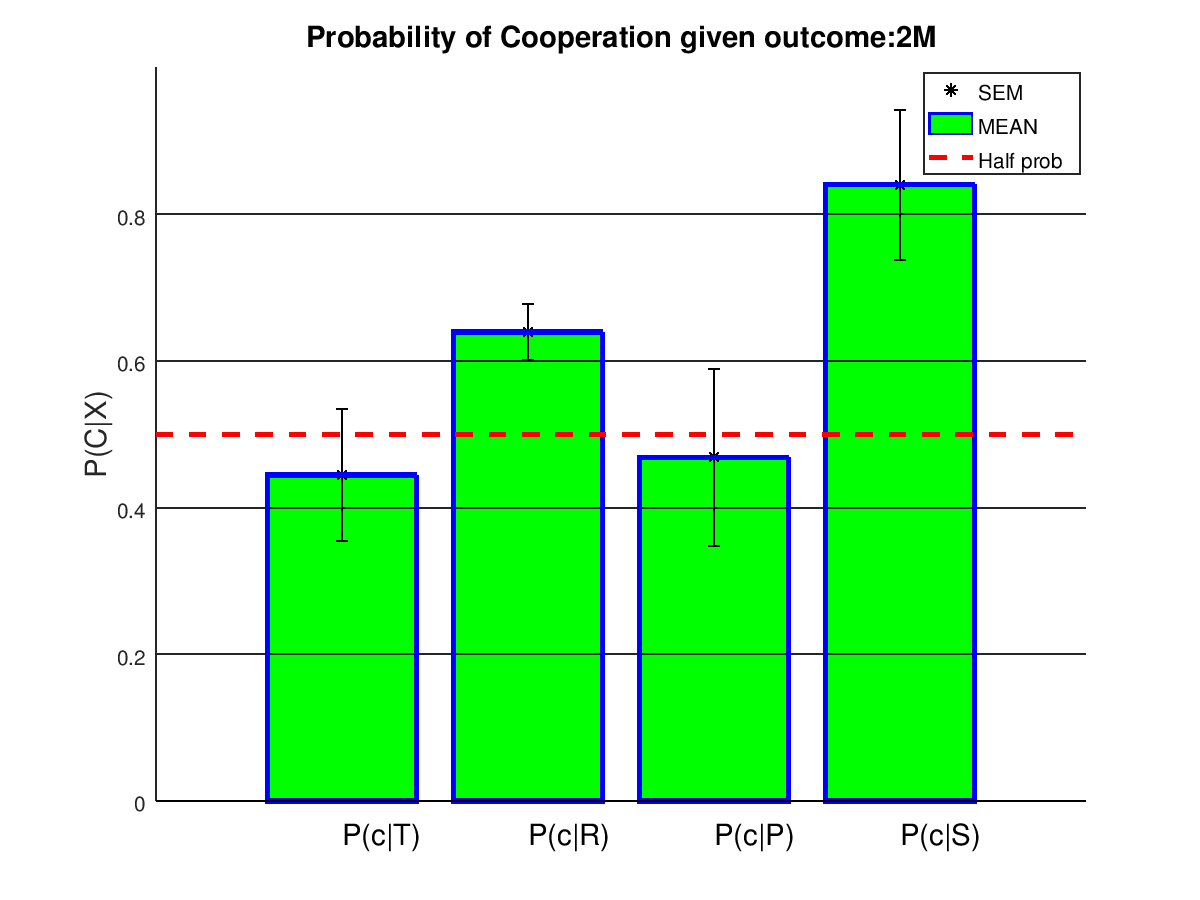 Probability of Cooperation given outcome:2M
SEM
MEAN
Half prob
P(C|X)
0.8
0.6
0.4
0.2
0
P(c|T)
P(c|R)
P(c|P)
P(c|S)